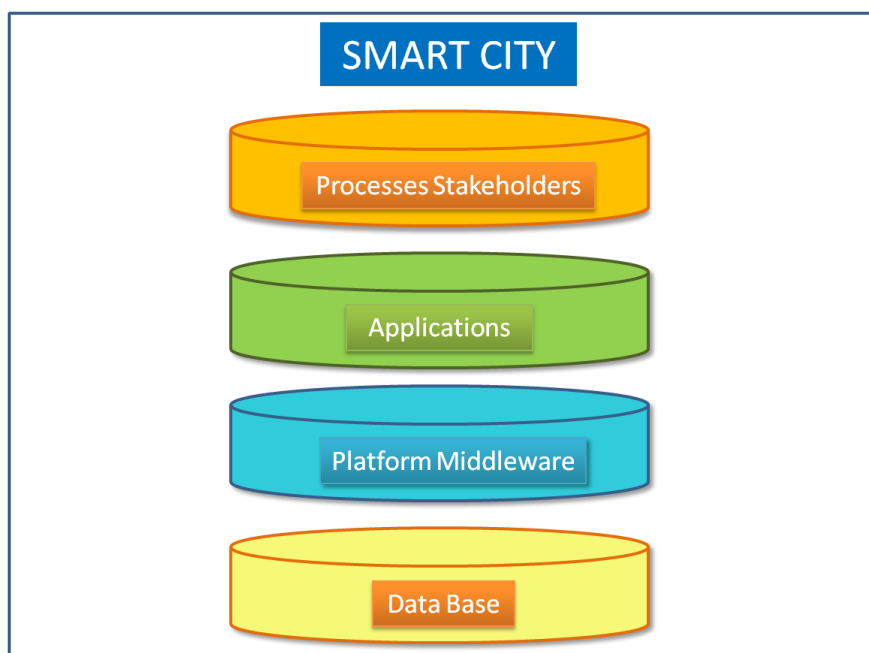 SMART CITY
Processes Stakeholders
Applications
Platform Middleware
Data Base